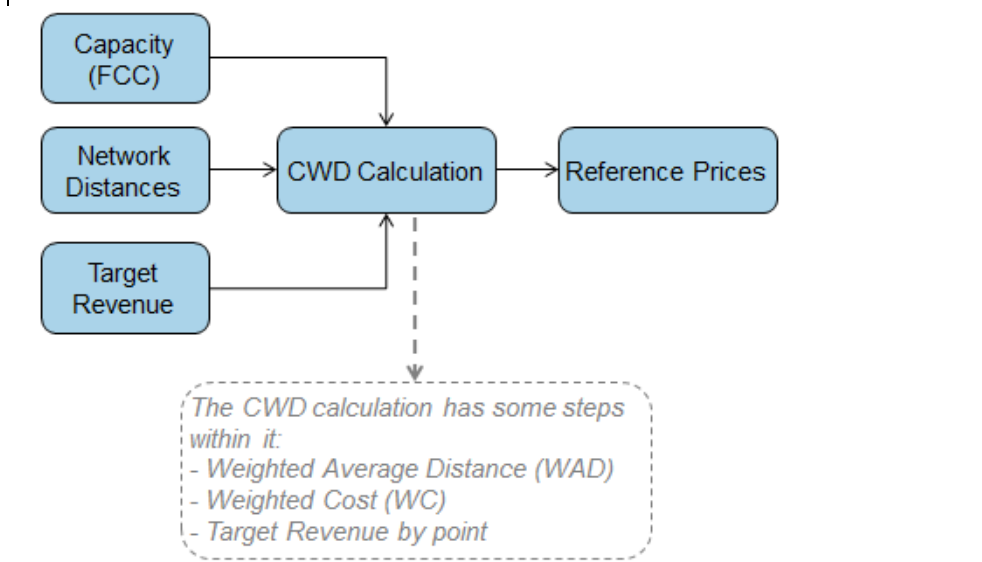 Capacity
(FCC)
Network
Distances
CWD Calculation
Reference Prices
Target
Revenue
The CWD calculation has some steps
within it:
- Weighted Average Distance (WAD)
- Weighted Cost (WC)
- Target Revenue by point